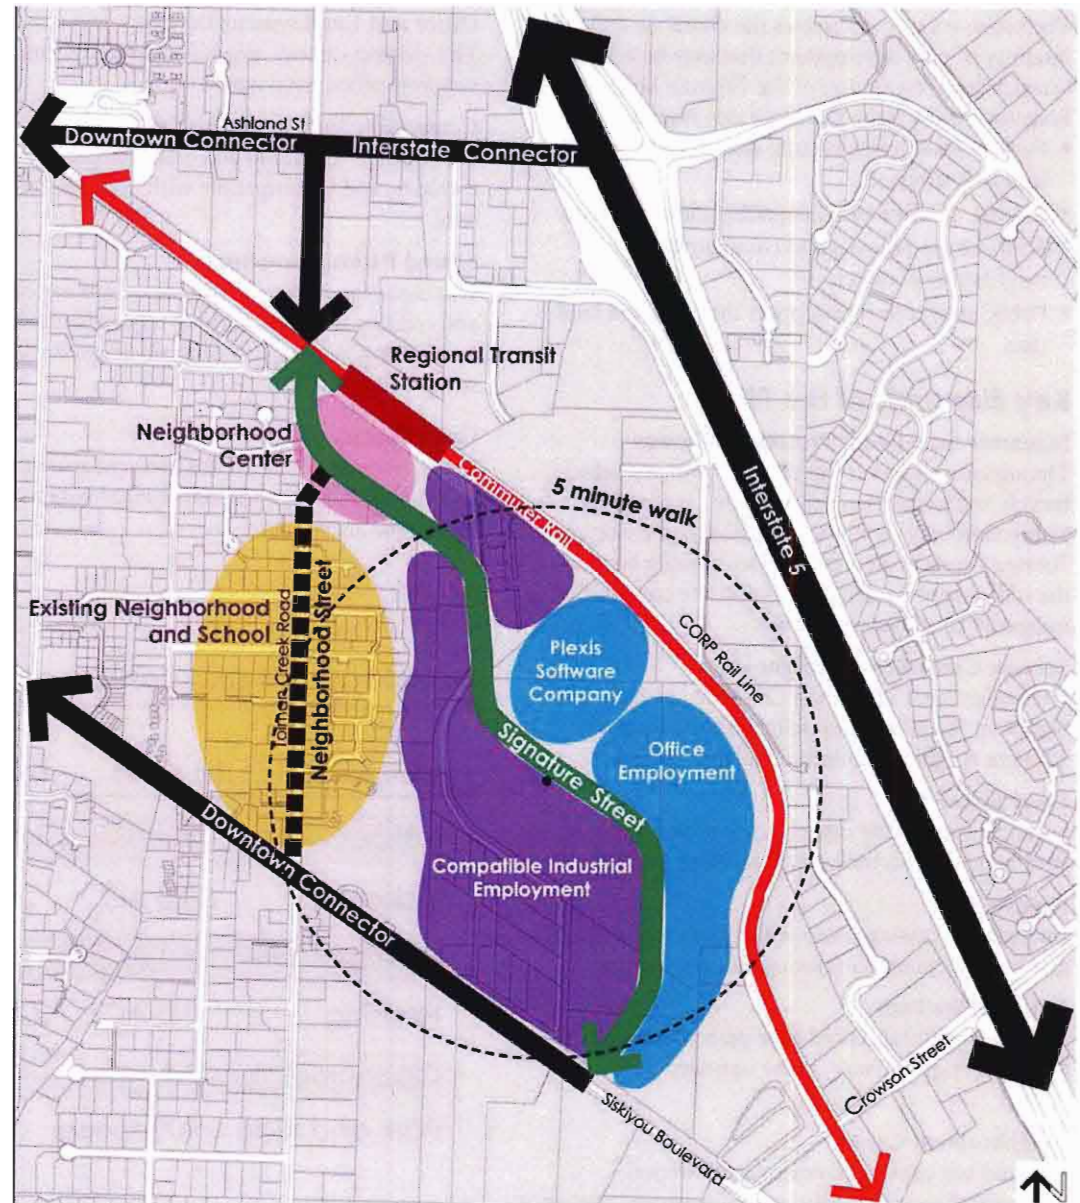 Ashland St
Downtown Connector
Interstate Connector
Regional Transit
Station
Neighborhood
Center
Commuter Rail
5 minute walk
Interstate 5
Existing Neighborhood
and School
Tolman Creek Road
Neighborhood Street
Plexis
Software
Company
CORP Rail Line
Signature Street
Office
Employment
Downtown Connector
Compatible Industrial
Employment
Siskiyou Boulevard
Crowson Street
N